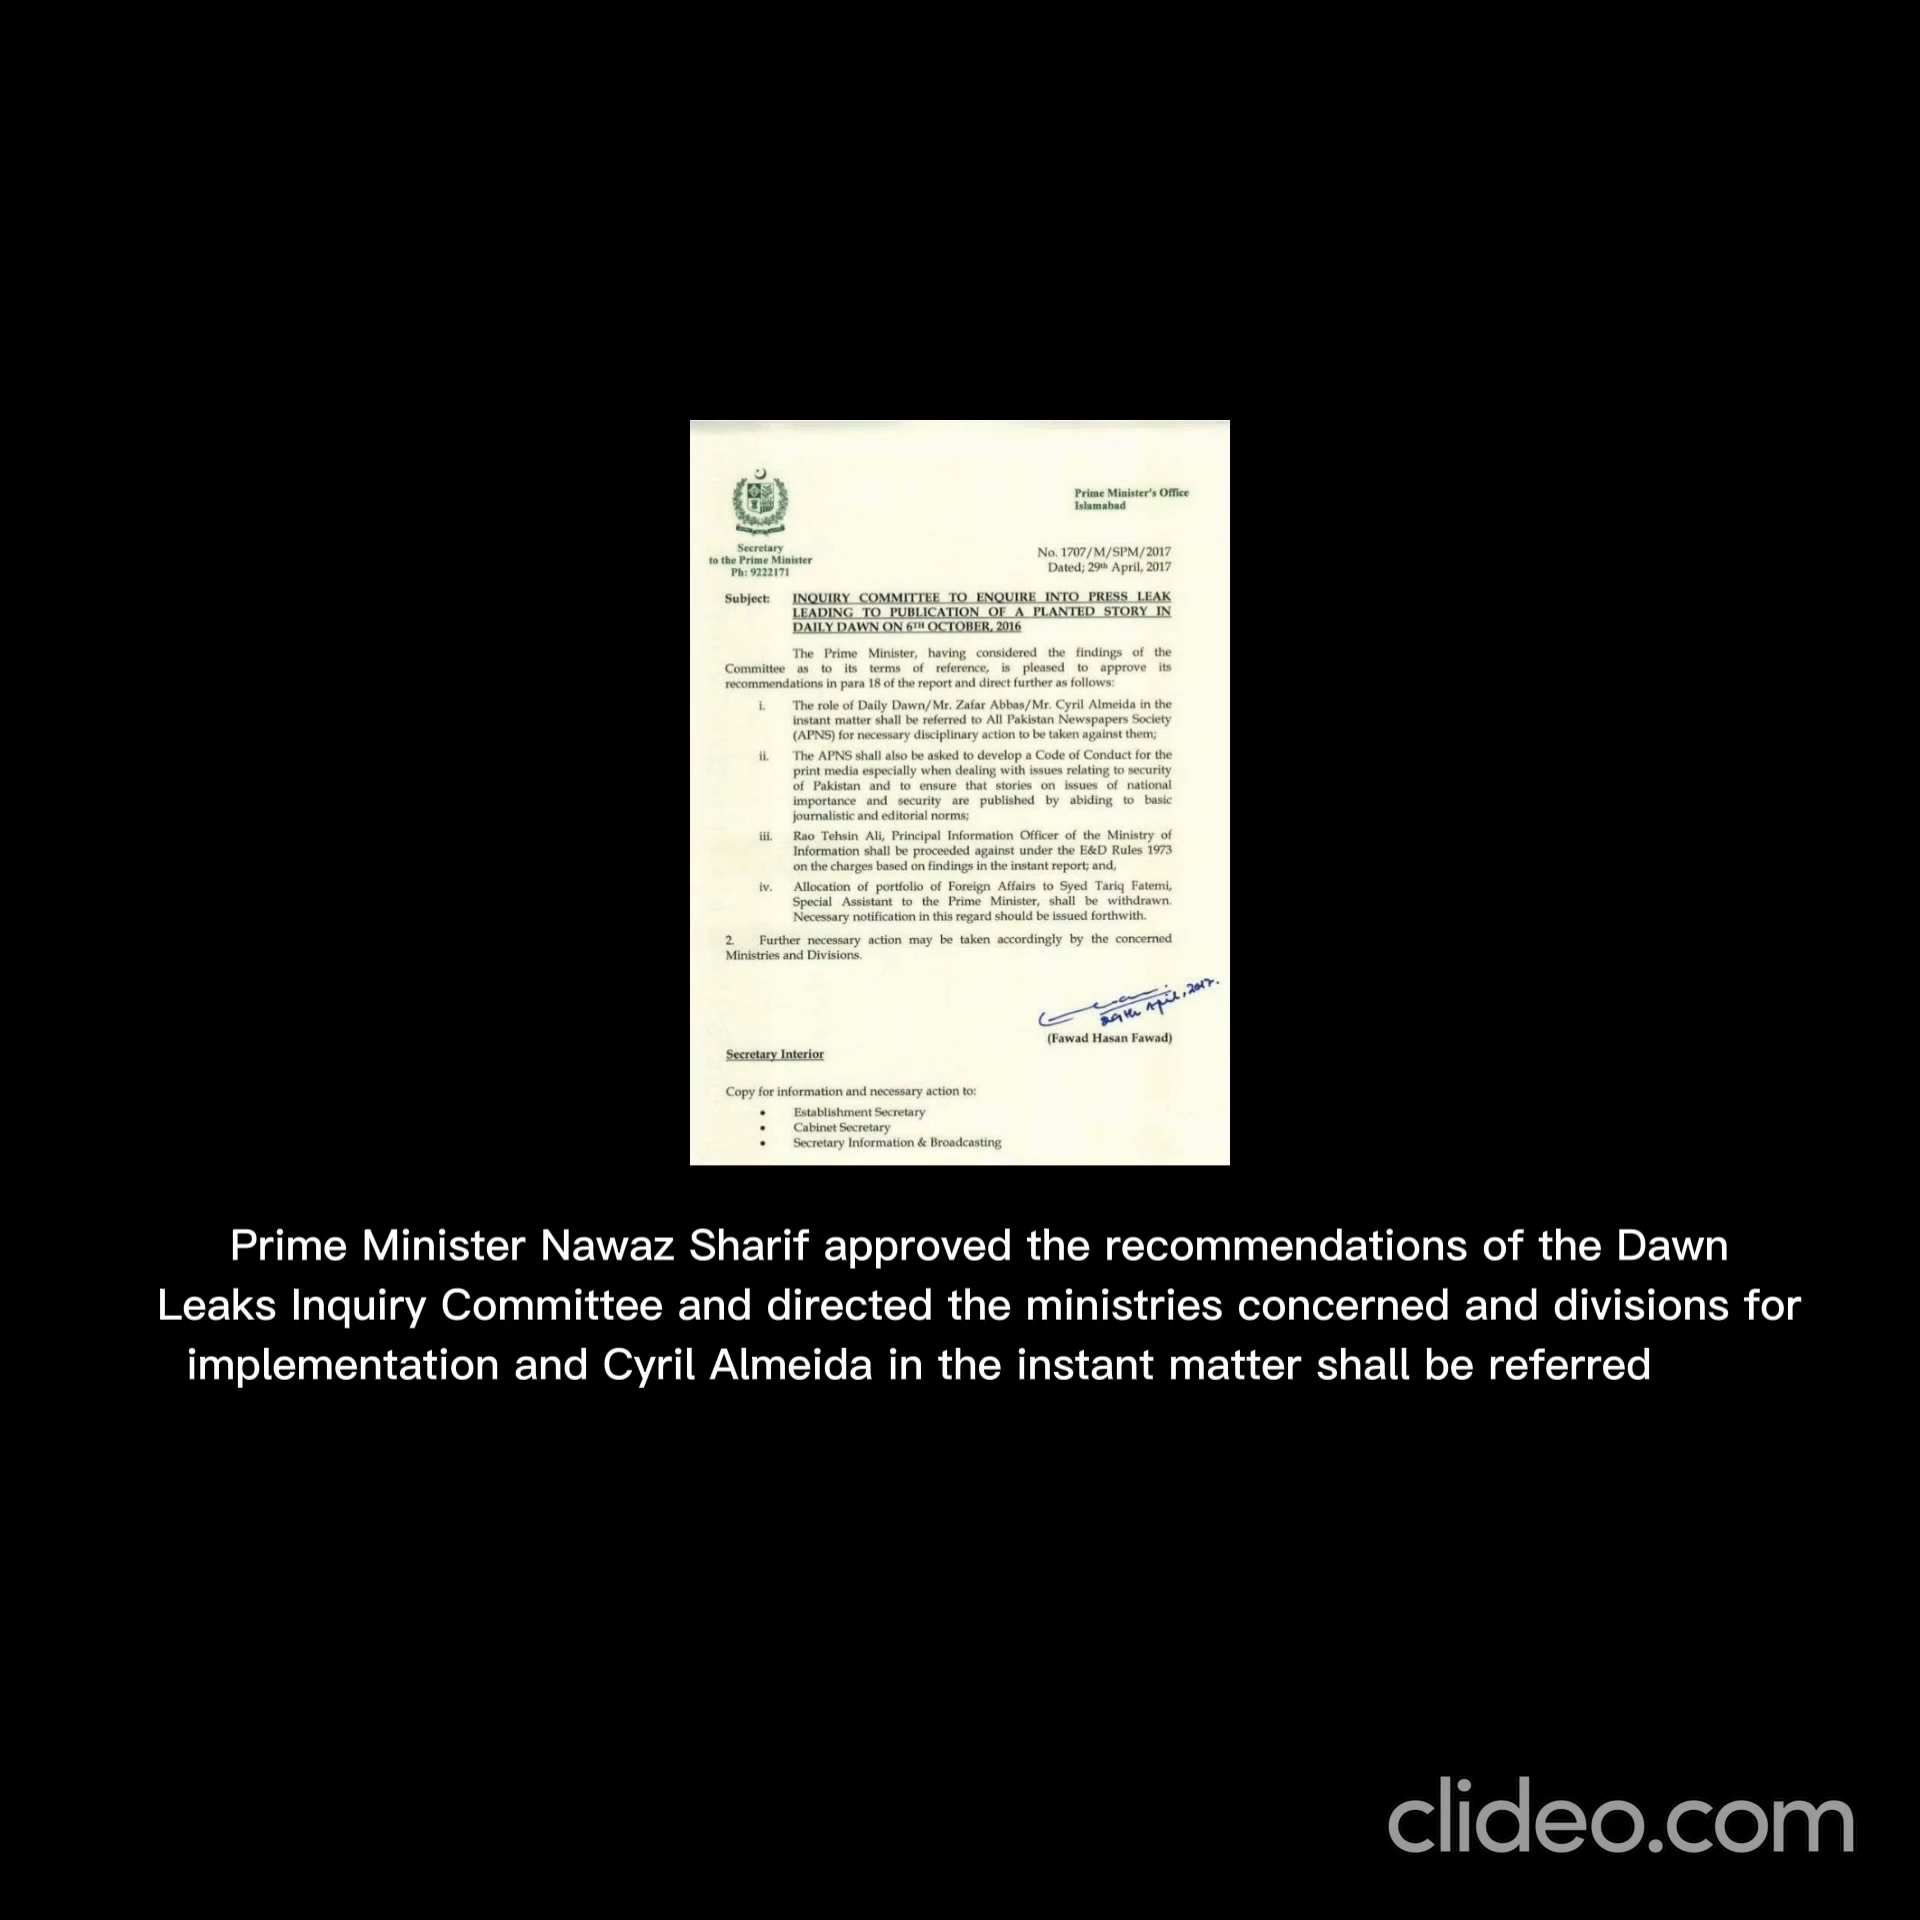 Prime Minister's Office
Islamabad
Secretary
to the Prime Minister
Ph: 9222171
No. 1707/M/SPM/2017
Dated; 29th April, 2017
Subject: INQUIRY COMMITTEE TO ENQUIRE INTO PRESS LEAK
LEADING TO PUBLICATION OF A PLANTED STORY IN
DAILY DAWN ON 6TH OCTOBER, 2016
The Prime Minister, having considered the findings of the
Committee as to its terms of reference, is pleased to approve its
recommendations in para 18 of the report and direct further as follows:
i. The role of Daily Dawn/Mr. Zafar Abbas/Mr. Cyril Almeida in the
instant matter shall be referred to All Pakistan Newspapers Society
(APNS) for necessary disciplinary action to be taken against them;
ii. The APNS shall also be asked to develop a Code of Conduct for the
print media especially when dealing with issues relating to security
of Pakistan and to ensure that stories on issues of national
importance and security are published by abiding to basic
journalistic and editorial norms;
iii. Rao Tehsin Ali, Principal Information Officer of the Ministry of
Information shall be proceeded against under the E&D Rules 1973
on the charges based on findings in the instant report; and,
iv. Allocation of portfolio of Foreign Affairs to Syed Tariq Fatemi,
Special Assistant to the Prime Minister, shall be withdrawn.
Necessary notification in this regard should be issued forthwith.
2. Further necessary action may be taken accordingly by the concerned
Ministries and Divisions.
29th April, 2017.
(Fawad Hasan Fawad)
Secretary Interior
Copy for information and necessary action to:
• Establishment Secretary
• Cabinet Secretary
• Secretary Information & Broadcasting
Prime Minister Nawaz Sharif approved the recommendations of the Dawn
Leaks Inquiry Committee and directed the ministries concerned and divisions for
implementation and Cyril Almeida in the instant matter shall be referred
clideo.com